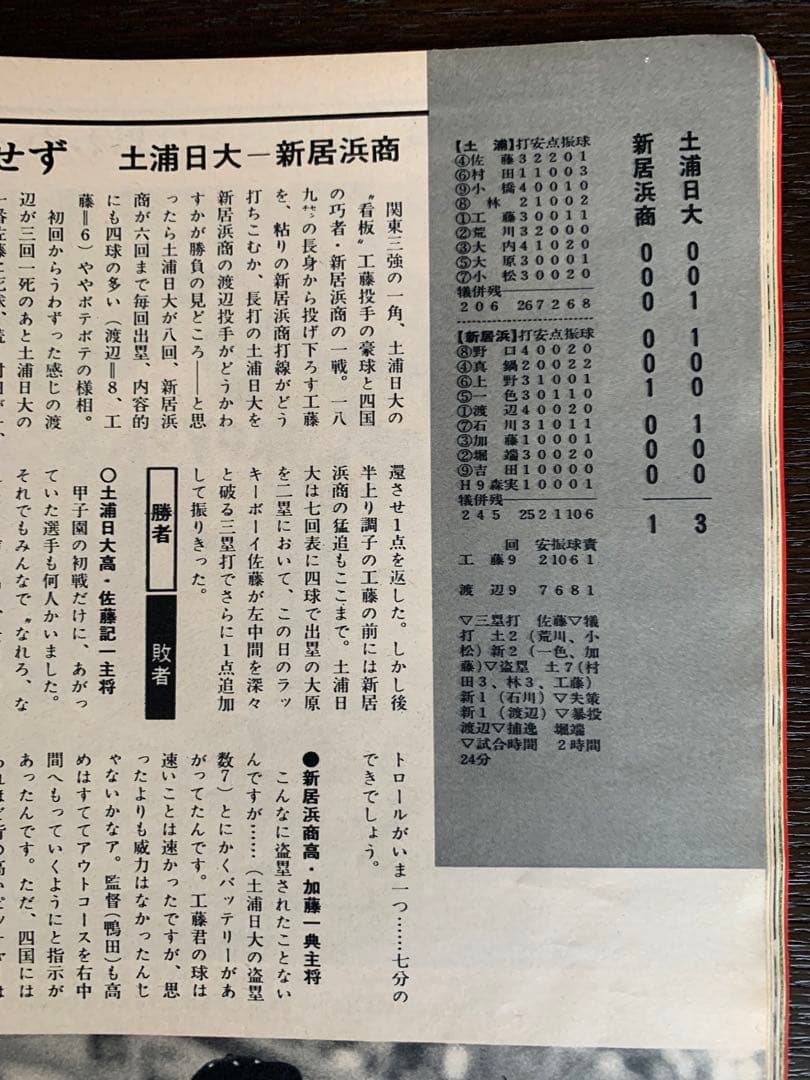 土浦日大 001 100 100 3
新居浜商 000 001 000 1
【土　浦】打安点振球
④佐　藤 3 2 2 0 1
⑥村　田 1 1 0 0 3
⑨小　橋 4 0 0 1 0
⑧　林　 2 1 0 0 2
①工　藤 3 0 0 1 1
②荒　川 3 2 0 0 0
③大　内 4 1 0 2 0
⑤大　原 3 0 0 0 1
⑦小　松 3 0 0 2 0
犠併残
2 0 6　26 7 2 6 8
【新居浜】打安点振球
⑧野　口 4 0 0 2 0
④真　鍋 2 0 0 2 2
⑥上　野 3 1 0 0 1
⑤一　色 3 0 1 1 0
①渡　辺 4 0 0 2 0
⑦石　川 3 1 0 1 1
③加　藤 1 0 0 0 1
②堀　端 3 0 0 2 0
⑨吉　田 1 0 0 0 0
H9森実 1 0 0 0 1
犠併残
2 4 5　25 2 1 10 6
回　安振球責
工　藤 9　2 10 6 1
渡　辺 9　7 6 8 1
▽三塁打　佐藤▽犠
打　土2（荒川、小
松）新2（一色、加
藤）▽盗塁　土7（村
田3、林3、工藤）
新1（石川）▽失策
新1（渡辺）▽暴投
渡辺▽捕逸　堀端
▽試合時間　2時間
24分
せず　土浦日大―新居浜商
関東三強の一角、土浦日大の
〝看板〟工藤投手の豪球と四国
の巧者・新居浜商の一戦。一八
九㌢の長身から投げ下ろす工藤
を、粘りの新居浜商打線がどう
打ちこむか、長打の土浦日大を
新居浜商の渡辺投手がどうかわ
すかが勝負の見どころ――と思
ったら土浦日大が八回、新居浜
商が六回まで毎回出塁、内容的
にも四球の多い（渡辺＝8、工
藤＝6）ややボテボテの様相。
初回からうわずった感じの渡
辺が三回一死のあと土浦日大の
一番佐藤に死球、
還させ１点を返した。しかし後
半上り調子の工藤の前には新居
浜商の猛追もここまで。土浦日
大は七回表に四球で出塁の大原
を二塁において、この日のラッ
キーボーイ佐藤が左中間を深々
と破る三塁打でさらに１点追加
して振りきった。
勝者
敗者
○土浦日大高・佐藤記一主将
甲子園の初戦だけに、あがっ
ていた選手も何人かいました。
それでもみんなで〝なれろ、な
トロールがいま一つ……七分の
できでしょう。
●新居浜商高・加藤一典主将
こんなに盗塁されたことない
んですが……（土浦日大の盗塁
数7）とにかくバッテリーがあ
がってたんです。工藤君の球は
速いことは速かったですが、思
ったよりも威力はなかったんじ
ゃないかなア。監督（鴨田）も高
めはすててアウトコースを右中
間へもっていくようにと指示が
あったんです。ただ、四国には